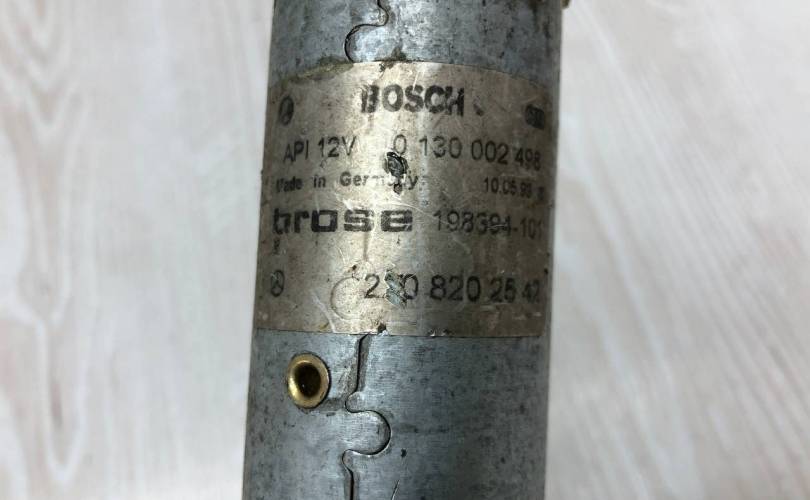 BOSCH
API 12V 0 130 002 498
Made in Germany 10.05.99
brose 198394-101
820 25 42